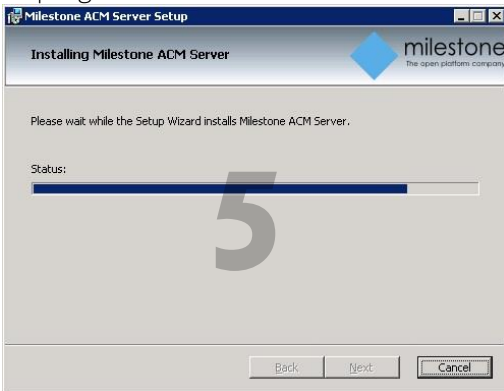 Milestone ACM Server Setup
Installing Milestone ACM Server
milestone
The open platform company
Please wait while the Setup Wizard installs Milestone ACM Server.
Status:
5
Back
Next
Cancel